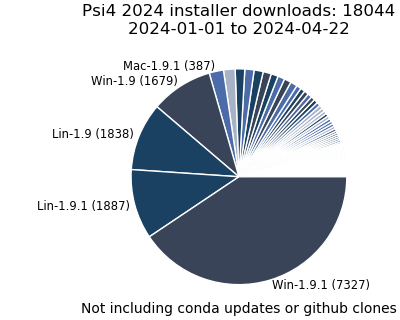 Psi4 2024 installer downloads: 18044
2024-01-01 to 2024-04-22
Mac-1.9.1 (387)
Win-1.9 (1679)
Lin-1.9 (1838)
Lin-1.9.1 (1887)
Win-1.9.1 (7327)
Not including conda updates or github clones